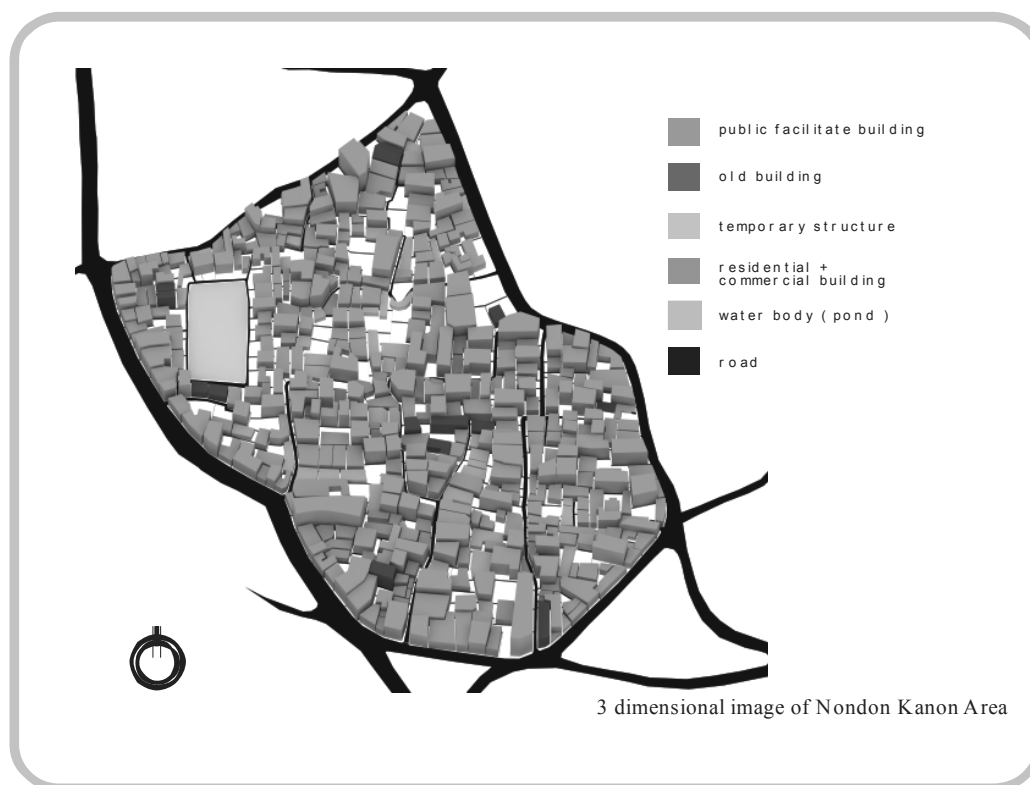 public facilitate building
old building
temporary structure
residential +
commercial building
water body ( pond )
road
3 dimensional image of Nondon Kanon Area